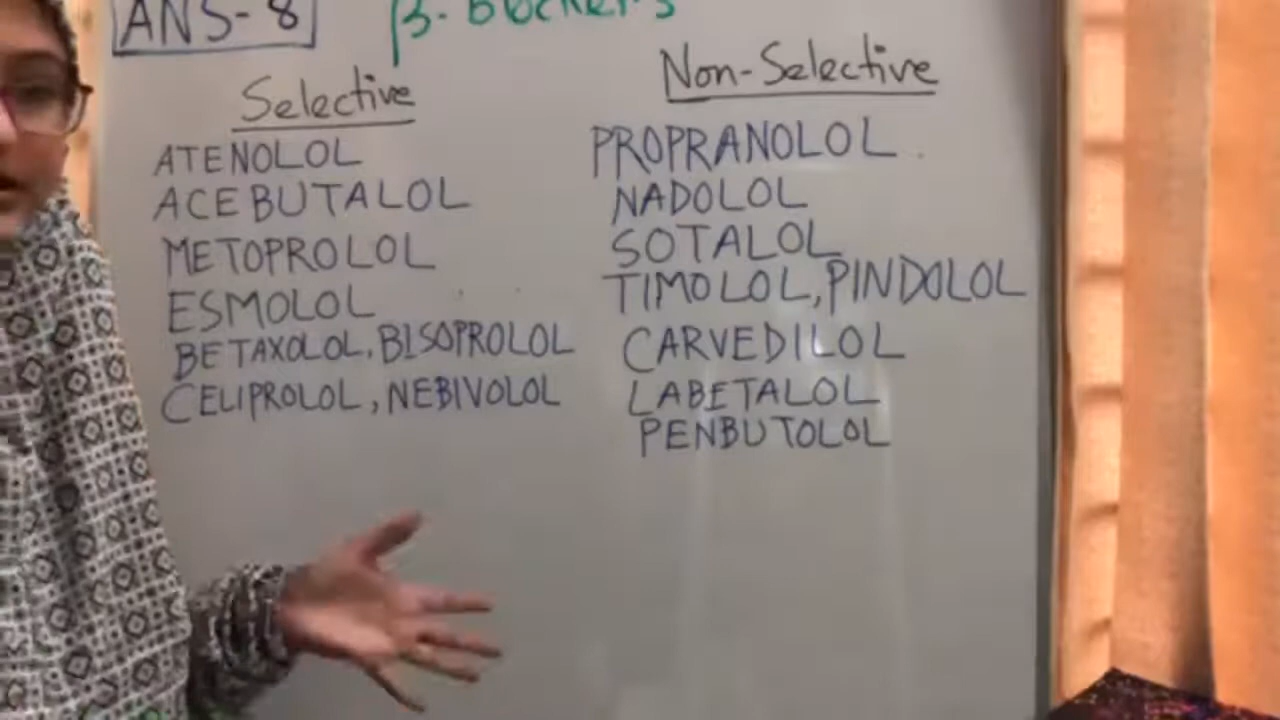 ANS-8
β-Blockers
Selective
ATENOLOL
ACEBUTALOL
METOPROLOL
ESMOLOL
BETAXOLOL, BISOPROLOL
CELIPROLOL, NEBIVOLOL
Non-Selective
PROPRANOLOL
NADOLOL
SOTALOL
TIMOLOL, PINDOLOL
CARVEDILOL
LABETALOL
PENBUTOLOL